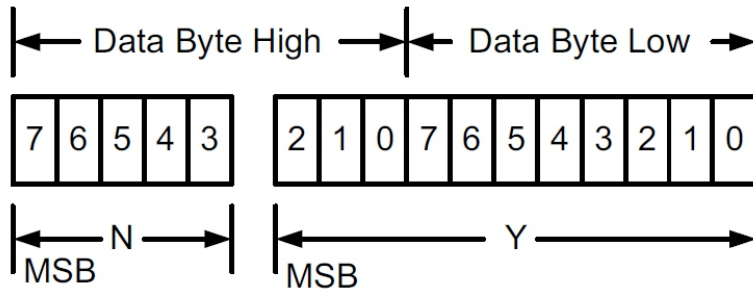 Data Byte High Data Byte Low
7 6 5 4 3 2 1 0 7 6 5 4 3 2 1 0
N Y
MSB MSB